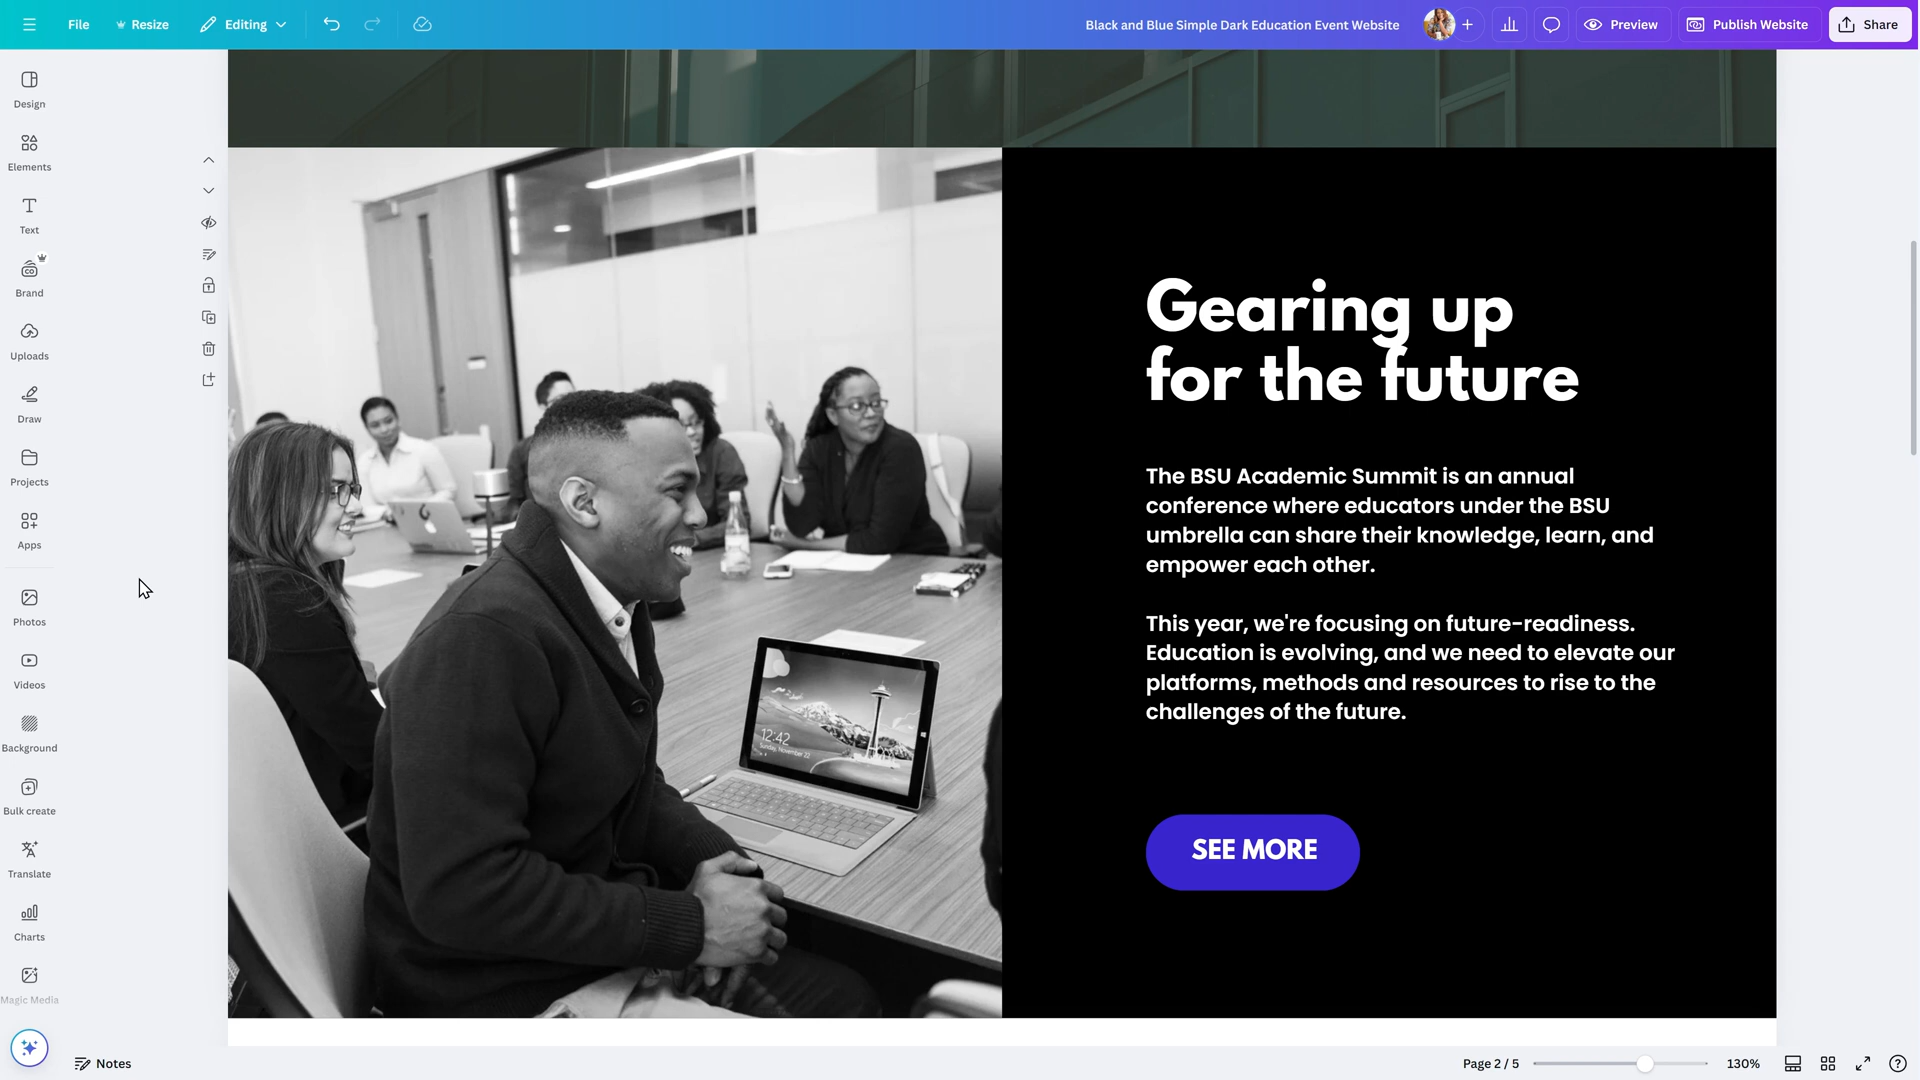 File
Resize
Editing
Black and Blue Simple Dark Education Event Website
Preview
Publish Website
Share
Design
Elements
Text
Brand
Uploads
Draw
Projects
Apps
Photos
Videos
Background
Bulk create
Translate
Charts
Magic Media
Gearing up
for the future
The BSU Academic Summit is an annual
conference where educators under the BSU
umbrella can share their knowledge, learn, and
empower each other.
This year, we're focusing on future-readiness.
Education is evolving, and we need to elevate our
platforms, methods and resources to rise to the
challenges of the future.
SEE MORE
12:42
Sunday, November 22
Notes
Page 2 / 5
130%